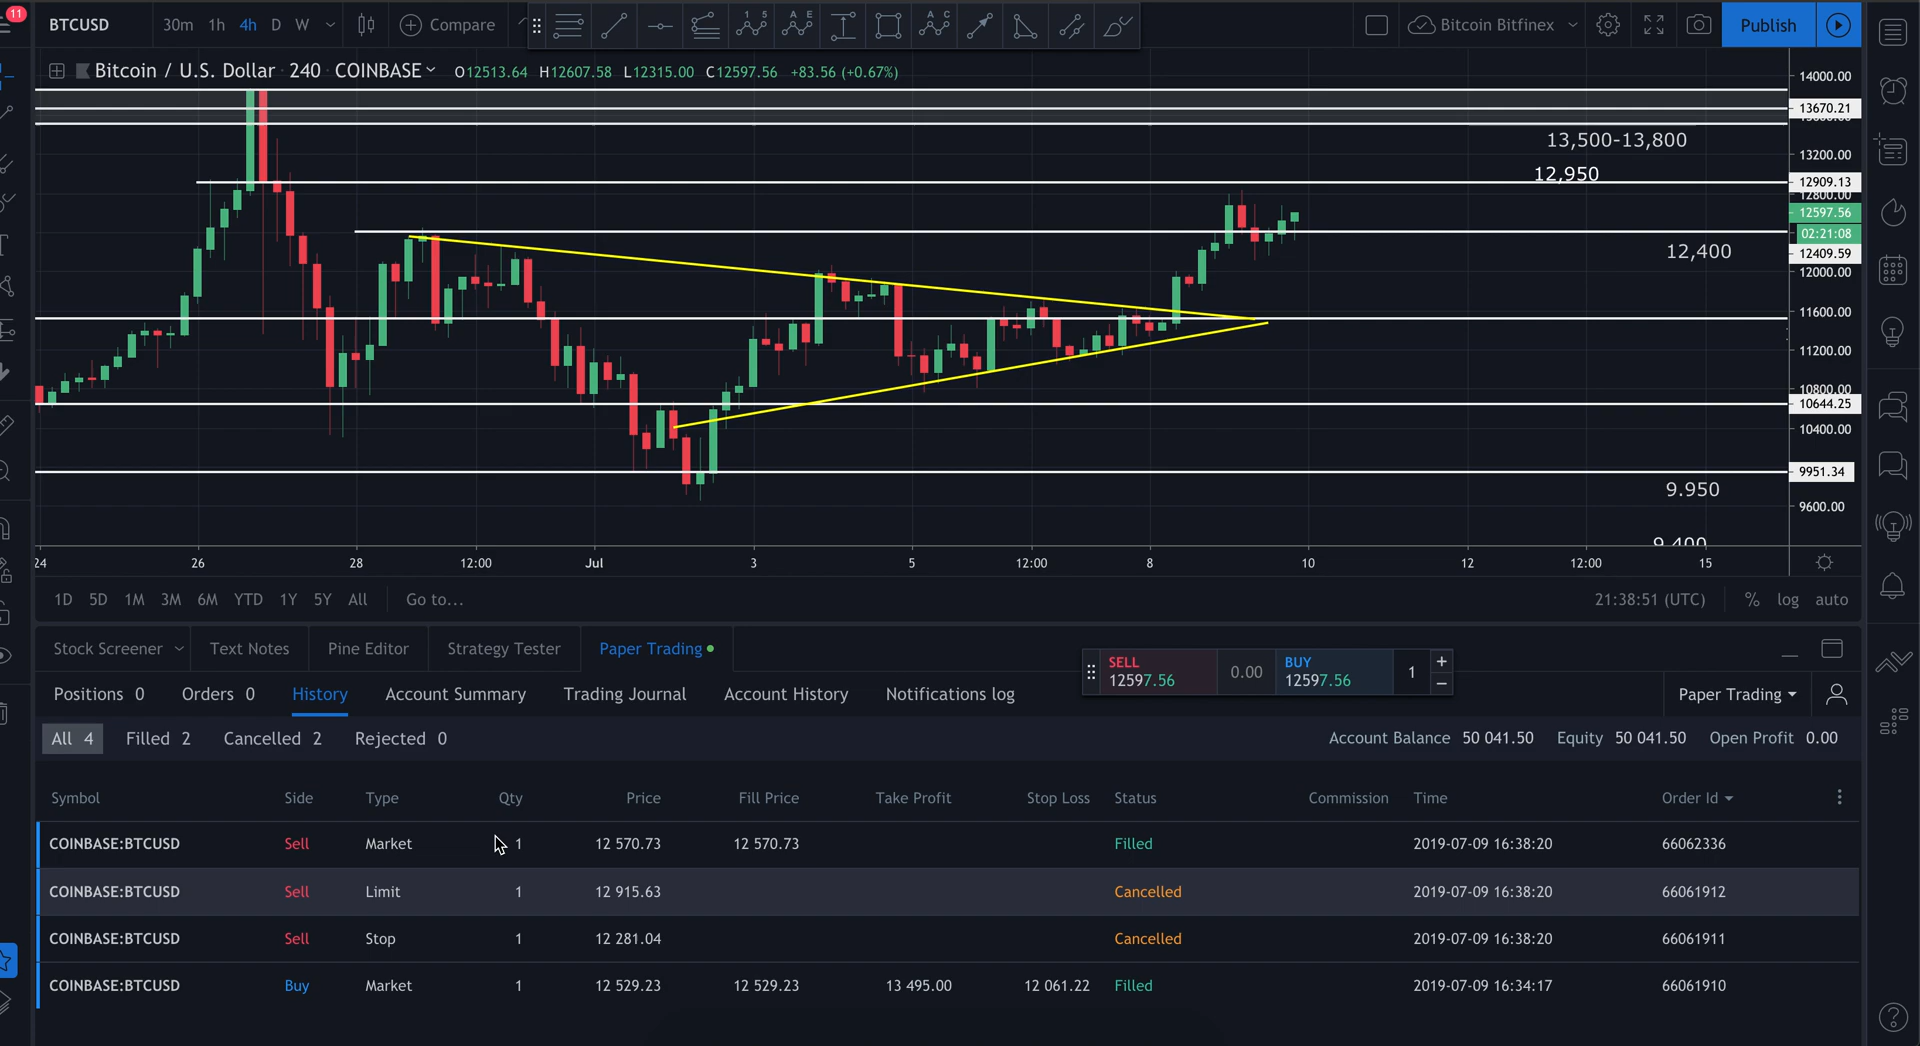 11
BTCUSD 30m 1h 4h D W Compare Bitcoin Bitfinex Publish
Bitcoin / U.S. Dollar 240 COINBASE O12513.64 H12607.58 L12315.00 C12597.56 +83.56 (+0.67%)
14000.00
13670.21
13,500-13,800
13200.00
12,950
12909.13
12800.00
12597.56
02:21:08
12,400
12409.59
12000.00
11600.00
11200.00
10800.00
10644.25
10400.00
9951.34
9.950
9600.00
9,400
24 26 28 12:00 Jul 3 5 12:00 8 10 12 12:00 15
1D 5D 1M 3M 6M YTD 1Y 5Y All Go to... 21:38:51 (UTC) % log auto
Stock Screener Text Notes Pine Editor Strategy Tester Paper Trading
SELL 12597.56 0.00 BUY 12597.56 1 + −
Positions 0 Orders 0 History Account Summary Trading Journal Account History Notifications log Paper Trading
All 4 Filled 2 Cancelled 2 Rejected 0 Account Balance 50 041.50 Equity 50 041.50 Open Profit 0.00
Symbol Side Type Qty Price Fill Price Take Profit Stop Loss Status Commission Time Order Id
COINBASE:BTCUSD Sell Market 1 12 570.73 12 570.73 Filled 2019-07-09 16:38:20 66062336
COINBASE:BTCUSD Sell Limit 1 12 915.63 Cancelled 2019-07-09 16:38:20 66061912
COINBASE:BTCUSD Sell Stop 1 12 281.04 Cancelled 2019-07-09 16:38:20 66061911
COINBASE:BTCUSD Buy Market 1 12 529.23 12 529.23 13 495.00 12 061.22 Filled 2019-07-09 16:34:17 66061910